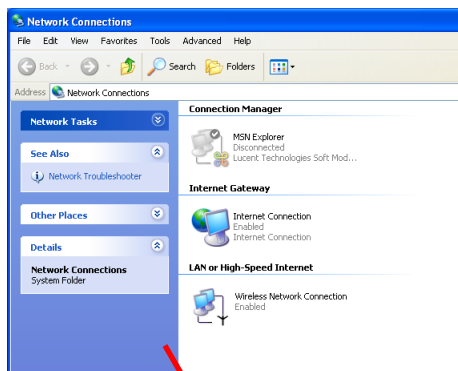 Network Connections
File Edit View Favorites Tools Advanced Help
Back Search Folders
Address Network Connections
Network Tasks
See Also
Network Troubleshooter
Other Places
Details
Network Connections
System Folder
Connection Manager
MSN Explorer
Disconnected
Lucent Technologies Soft Mod...
Internet Gateway
Internet Connection
Enabled
Internet Connection
LAN or High-Speed Internet
Wireless Network Connection
Enabled